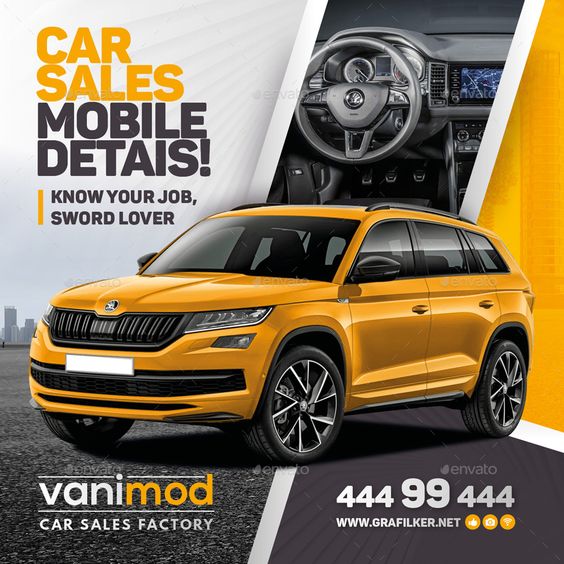 CAR
SALES
MOBILE
DETAIS!
KNOW YOUR JOB,
SWORD LOVER
vanimod
CAR SALES FACTORY
444 99 444
WWW.GRAFILKER.NET
envato